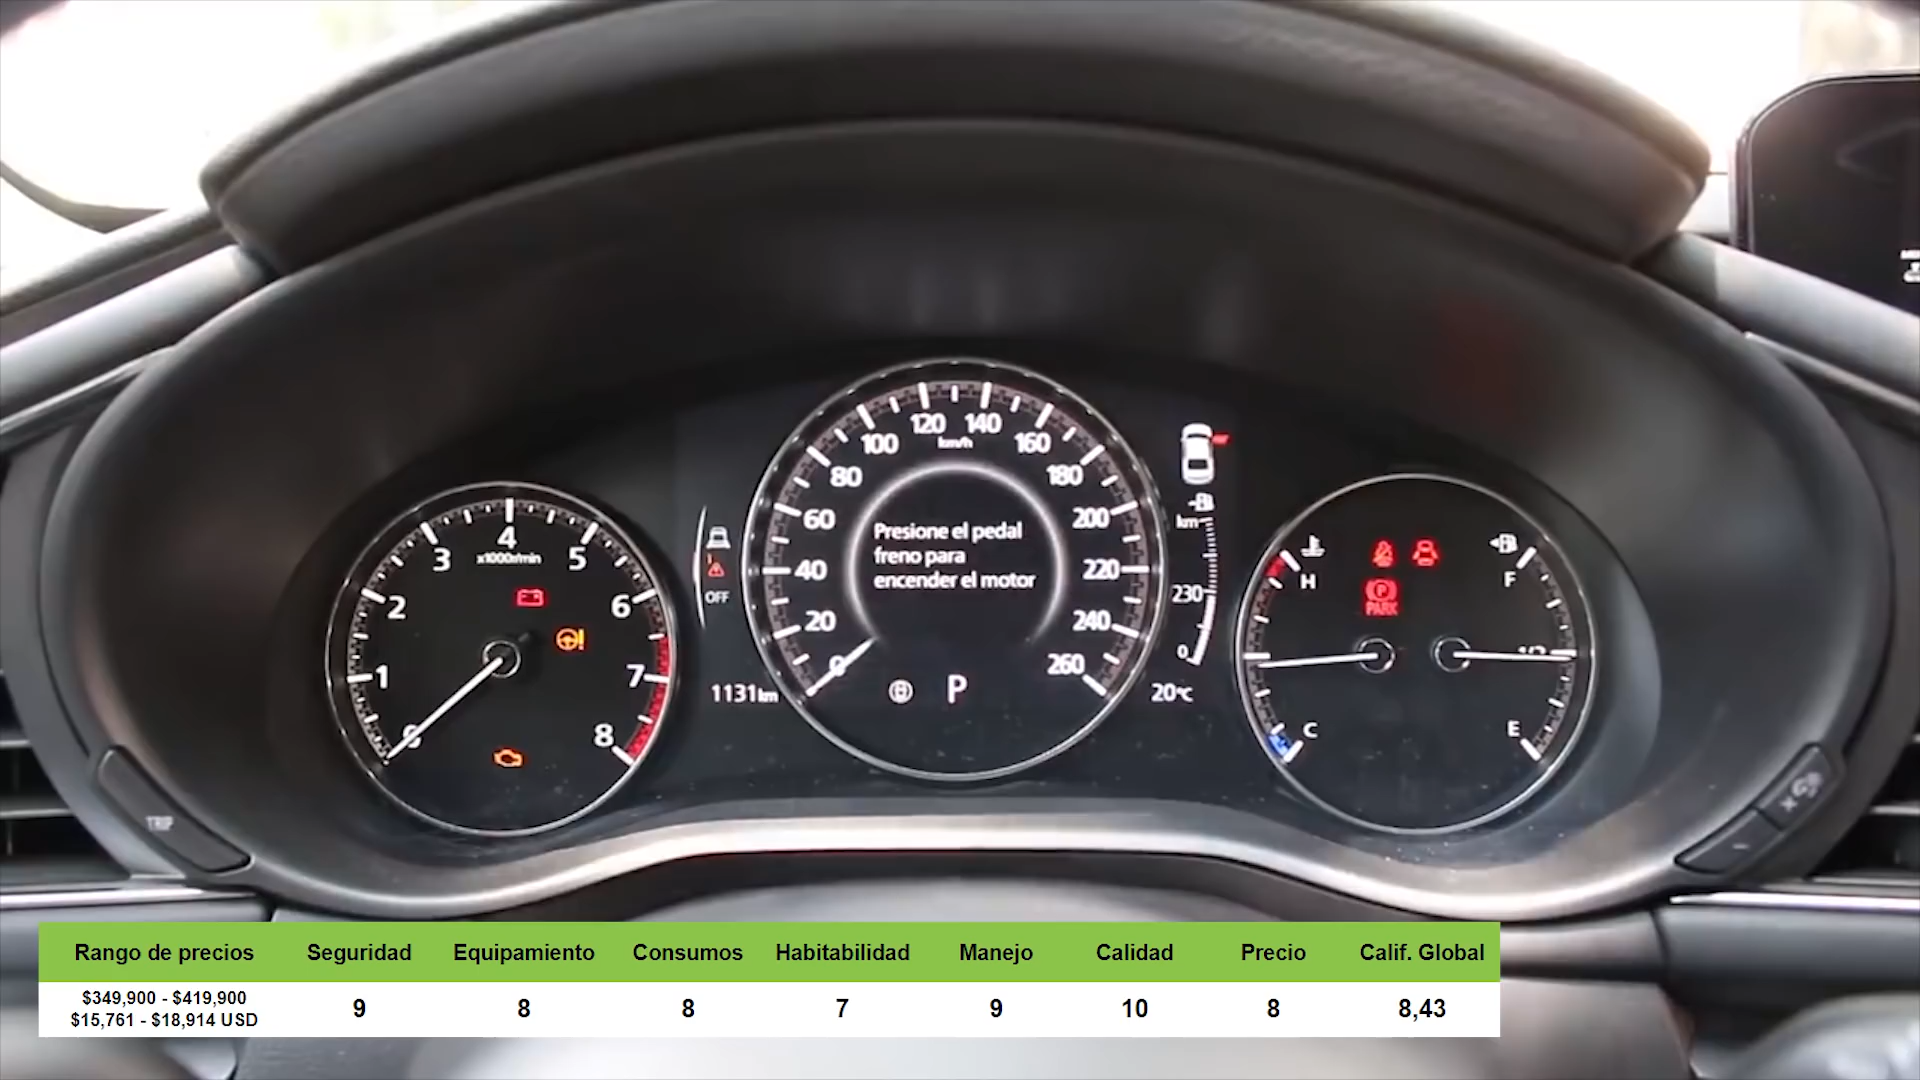 120 140
100 km/h 160
80 180
60 200
40 220
20 240
0 260
Presione el pedal
freno para
encender el motor
P
1131km
20°C
km
230
0
OFF
4
3 5
x1000r/min
2 6
1 7
0 8
H F
PARK
1/2
C E
TRIP
Rango de precios Seguridad Equipamiento Consumos Habitabilidad Manejo Calidad Precio Calif. Global
$349,900 - $419,900
$15,761 - $18,914 USD
9 8 8 7 9 10 8 8,43